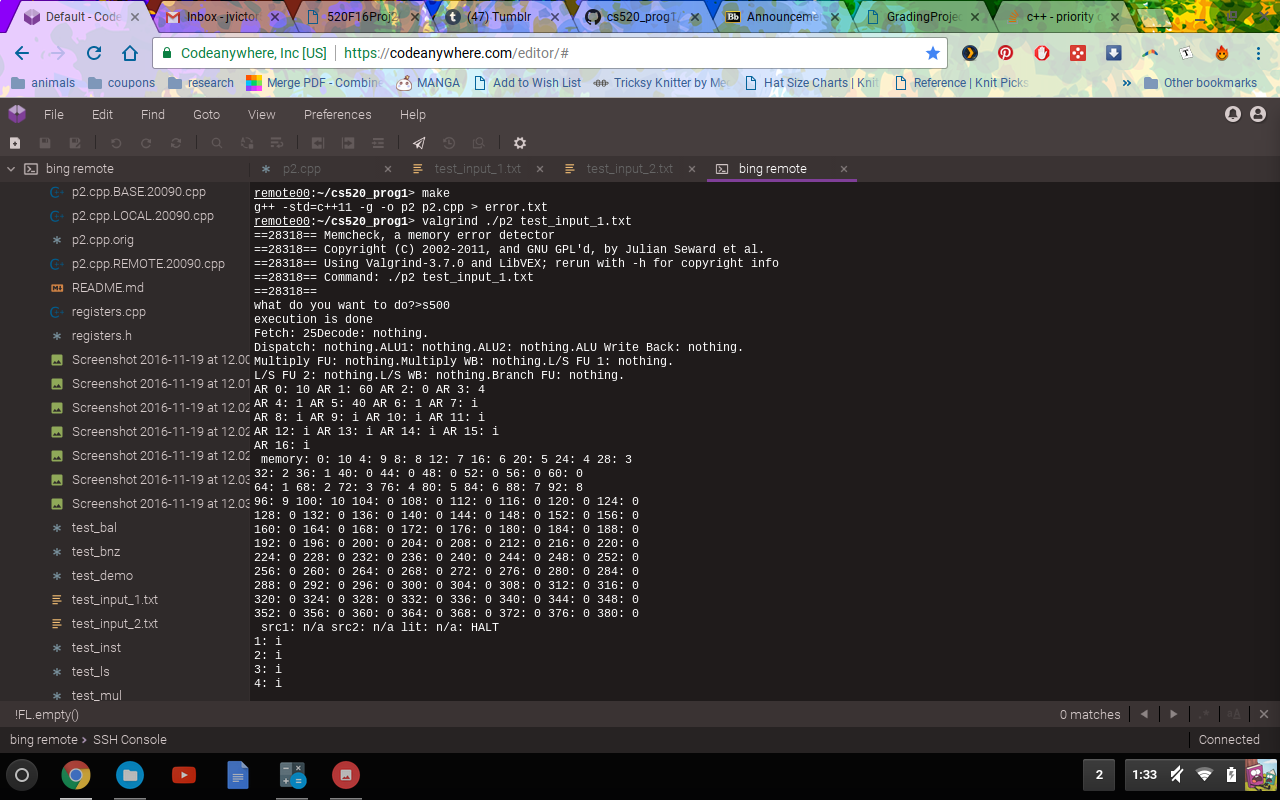 Default - Code
Inbox - jvictor
520F16Proj2
(47) Tumblr
cs520_prog1
Announceme
GradingProjec
c++ - priority
Codeanywhere, Inc [US]
https://codeanywhere.com/editor/#
animals
coupons
research
Merge PDF - Combin
MANGA
Add to Wish List
Tricksy Knitter by Me
Hat Size Charts | Knit
Reference | Knit Picks
»
Other bookmarks
File Edit Find Goto View Preferences Help
bing remote
p2.cpp
test_input_1.txt
test_input_2.txt
bing remote
p2.cpp.BASE.20090.cpp
p2.cpp.LOCAL.20090.cpp
p2.cpp.orig
p2.cpp.REMOTE.20090.cpp
README.md
registers.cpp
registers.h
Screenshot 2016-11-19 at 12.00
Screenshot 2016-11-19 at 12.01
Screenshot 2016-11-19 at 12.02
Screenshot 2016-11-19 at 12.02
Screenshot 2016-11-19 at 12.02
Screenshot 2016-11-19 at 12.03
Screenshot 2016-11-19 at 12.03
test_bal
test_bnz
test_demo
test_input_1.txt
test_input_2.txt
test_inst
test_ls
test_mul
remote00:~/cs520_prog1> make
g++ -std=c++11 -g -o p2 p2.cpp > error.txt
remote00:~/cs520_prog1> valgrind ./p2 test_input_1.txt
==28318== Memcheck, a memory error detector
==28318== Copyright (C) 2002-2011, and GNU GPL'd, by Julian Seward et al.
==28318== Using Valgrind-3.7.0 and LibVEX; rerun with -h for copyright info
==28318== Command: ./p2 test_input_1.txt
==28318==
what do you want to do?>s500
execution is done
Fetch: 25Decode: nothing.
Dispatch: nothing.ALU1: nothing.ALU2: nothing.ALU Write Back: nothing.
Multiply FU: nothing.Multiply WB: nothing.L/S FU 1: nothing.
L/S FU 2: nothing.L/S WB: nothing.Branch FU: nothing.
AR 0: 10 AR 1: 60 AR 2: 0 AR 3: 4
AR 4: 1 AR 5: 40 AR 6: 1 AR 7: i
AR 8: i AR 9: i AR 10: i AR 11: i
AR 12: i AR 13: i AR 14: i AR 15: i
AR 16: i
memory: 0: 10 4: 9 8: 8 12: 7 16: 6 20: 5 24: 4 28: 3
32: 2 36: 1 40: 0 44: 0 48: 0 52: 0 56: 0 60: 0
64: 1 68: 2 72: 3 76: 4 80: 5 84: 6 88: 7 92: 8
96: 9 100: 10 104: 0 108: 0 112: 0 116: 0 120: 0 124: 0
128: 0 132: 0 136: 0 140: 0 144: 0 148: 0 152: 0 156: 0
160: 0 164: 0 168: 0 172: 0 176: 0 180: 0 184: 0 188: 0
192: 0 196: 0 200: 0 204: 0 208: 0 212: 0 216: 0 220: 0
224: 0 228: 0 232: 0 236: 0 240: 0 244: 0 248: 0 252: 0
256: 0 260: 0 264: 0 268: 0 272: 0 276: 0 280: 0 284: 0
288: 0 292: 0 296: 0 300: 0 304: 0 308: 0 312: 0 316: 0
320: 0 324: 0 328: 0 332: 0 336: 0 340: 0 344: 0 348: 0
352: 0 356: 0 360: 0 364: 0 368: 0 372: 0 376: 0 380: 0
src1: n/a src2: n/a lit: n/a: HALT
1: i
2: i
3: i
4: i
!FL.empty()
0 matches
bing remote › SSH Console
Connected
2
1:33